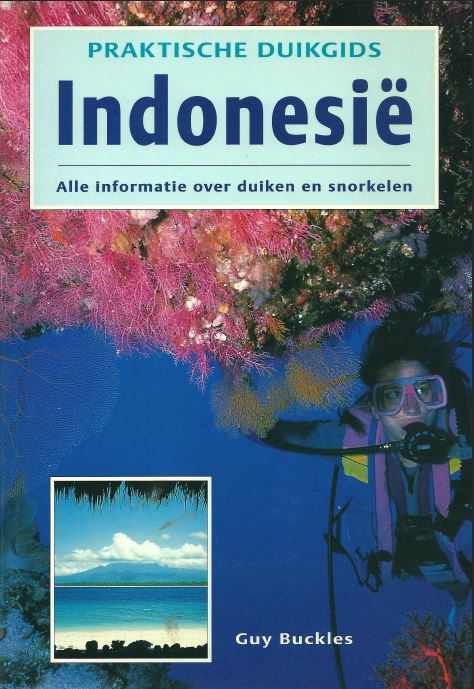 PRAKTISCHE DUIKGIDS
Indonesië
Alle informatie over duiken en snorkelen
Guy Buckles